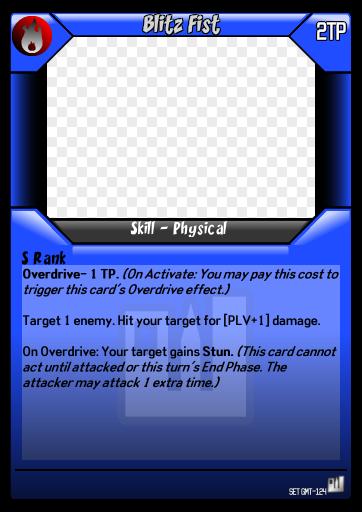 Blitz Fist
2TP
Skill - Physical
S Rank
Overdrive- 1 TP. (On Activate: You may pay this cost to
trigger this card's Overdrive effect.)
Target 1 enemy. Hit your target for [PLV+1] damage.
On Overdrive: Your target gains Stun. (This card cannot
act until attacked or this turn's End Phase. The
attacker may attack 1 extra time.)
SET GMT-124